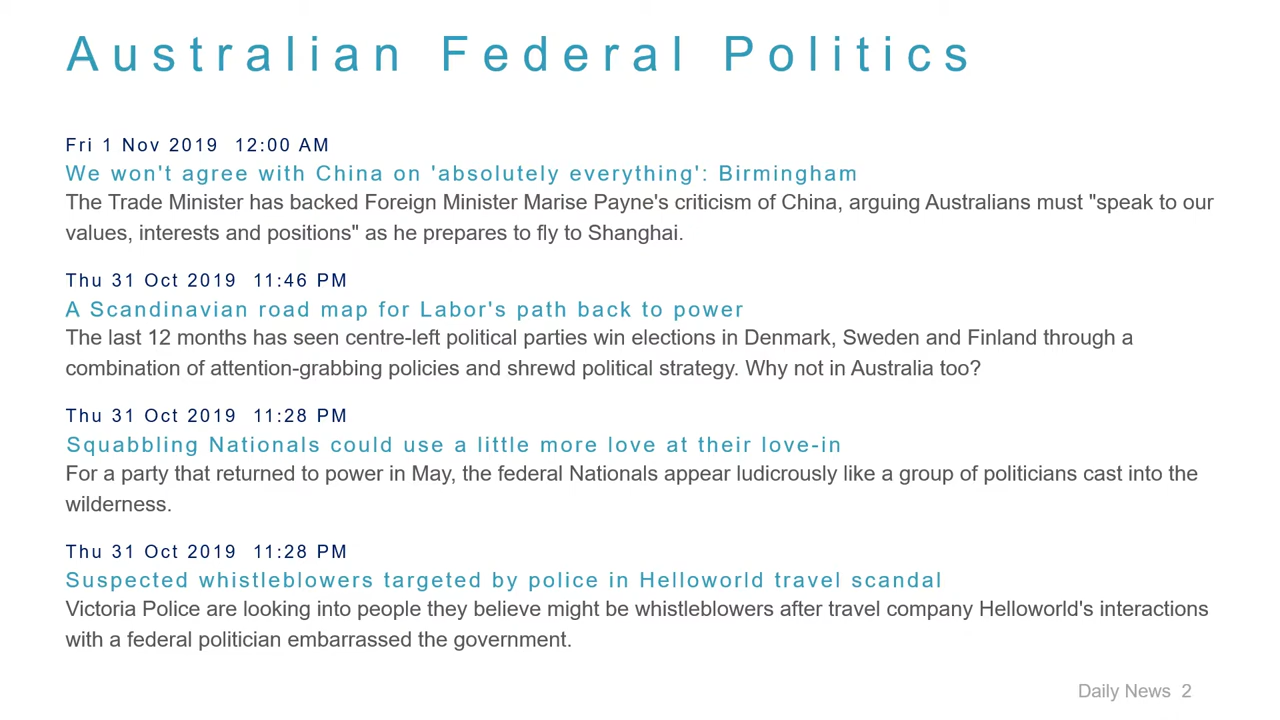 Australian Federal Politics
Fri 1 Nov 2019 12:00 AM
We won't agree with China on 'absolutely everything': Birmingham
The Trade Minister has backed Foreign Minister Marise Payne's criticism of China, arguing Australians must "speak to our
values, interests and positions" as he prepares to fly to Shanghai.
Thu 31 Oct 2019 11:46 PM
A Scandinavian road map for Labor's path back to power
The last 12 months has seen centre-left political parties win elections in Denmark, Sweden and Finland through a
combination of attention-grabbing policies and shrewd political strategy. Why not in Australia too?
Thu 31 Oct 2019 11:28 PM
Squabbling Nationals could use a little more love at their love-in
For a party that returned to power in May, the federal Nationals appear ludicrously like a group of politicians cast into the
wilderness.
Thu 31 Oct 2019 11:28 PM
Suspected whistleblowers targeted by police in Helloworld travel scandal
Victoria Police are looking into people they believe might be whistleblowers after travel company Helloworld's interactions
with a federal politician embarrassed the government.
Daily News 2